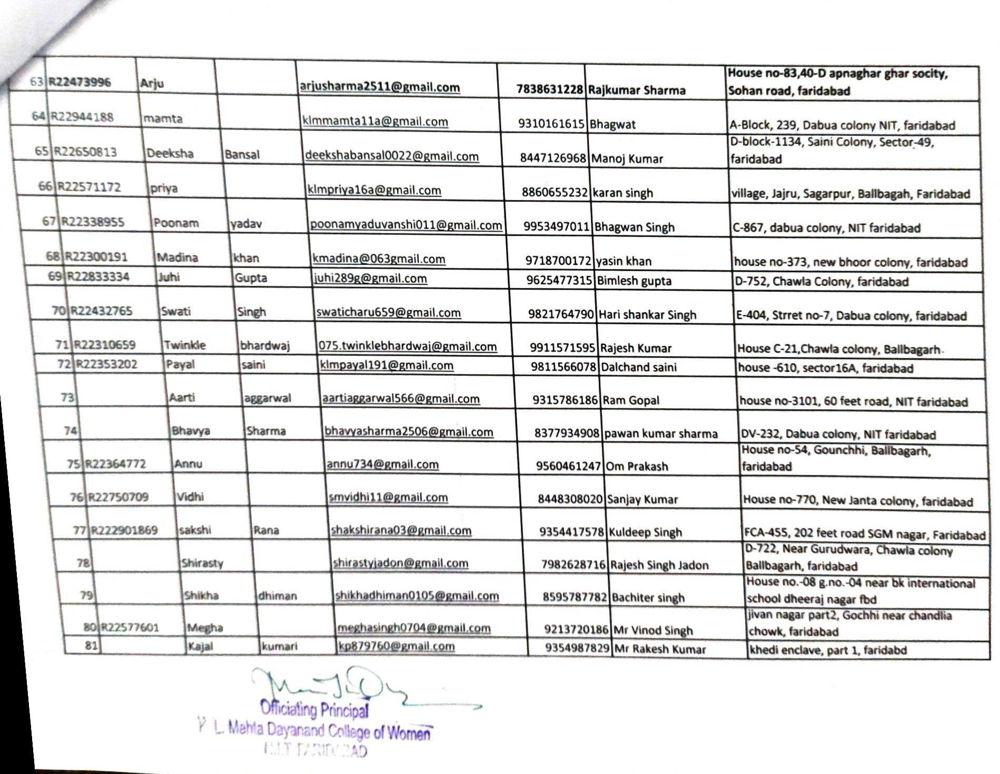 63 R22473996 Arju arjusharma2511@gmail.com 7838631228 Rajkumar Sharma House no-83,40-D apnaghar ghar socity,
Sohan road, faridabad
64 R22944188 mamta klmmamta11a@gmail.com 9310161615 Bhagwat A-Block, 239, Dabua colony NIT, faridabad
65 R22650813 Deeksha Bansal deekshabansal0022@gmail.com 8447126968 Manoj Kumar D-block-1134, Saini Colony, Sector-49,
faridabad
66 R22571172 priya klmpriya16a@gmail.com 8860655232 karan singh village, Jajru, Sagarpur, Ballbagah, Faridabad
67 R22338955 Poonam yadav poonamyaduvanshi011@gmail.com 9953497011 Bhagwan Singh C-867, dabua colony, NIT faridabad
68 R22300191 Madina khan kmadina@063gmail.com 9718700172 yasin khan house no-373, new bhoor colony, faridabad
69 R22833334 Juhi Gupta juhi289g@gmail.com 9625477315 Bimlesh gupta D-752, Chawla Colony, faridabad
70 R22432765 Swati Singh swaticharu659@gmail.com 9821764790 Hari shankar Singh E-404, Strret no-7, Dabua colony, faridabad
71 R22310659 Twinkle bhardwaj 075.twinklebhardwaj@gmail.com 9911571595 Rajesh Kumar House C-21,Chawla colony, Ballbagarh
72 R22353202 Payal saini klmpayal191@gmail.com 9811566078 Dalchand saini house -610, sector16A, faridabad
73 Aarti aggarwal aartiaggarwal566@gmail.com 9315786186 Ram Gopal house no-3101, 60 feet road, NIT faridabad
74 Bhavya Sharma bhavyasharma2506@gmail.com 8377934908 pawan kumar sharma DV-232, Dabua colony, NIT faridabad
75 R22364772 Annu annu734@gmail.com 9560461247 Om Prakash House no-54, Gounchhi, Ballbagarh,
faridabad
76 R22750709 Vidhi smvidhi11@gmail.com 8448308020 Sanjay Kumar House no-770, New Janta colony, faridabad
77 R222901869 sakshi Rana shakshirana03@gmail.com 9354417578 Kuldeep Singh FCA-455, 202 feet road SGM nagar, Faridabad
78 Shirasty shirastyjadon@gmail.com 7982628716 Rajesh Singh Jadon D-722, Near Gurudwara, Chawla colony
Ballbagarh, faridabad
79 Shikha dhiman shikhadhiman0105@gmail.com 8595787782 Bachiter singh House no.-08 g.no.-04 near bk international
school dheeraj nagar fbd
80 R22577601 Megha meghasingh0704@gmail.com 9213720186 Mr Vinod Singh jivan nagar part2, Gochhi near chandlia
chowk, faridabad
81 Kajal kumari kp879760@gmail.com 9354987829 Mr Rakesh Kumar khedi enclave, part 1, faridabd
Officiating Principal
L. Mehta Dayanand College of Women
FARIDABAD